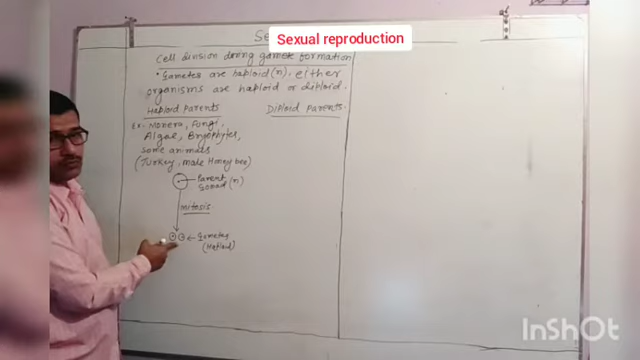 Se
Sexual reproduction
Cell division during gamete formation
• Gametes are haploid (n), either
organisms are haploid or diploid.
Haploid Parents
Diploid Parents.
Ex- Monera, Fungi,
Algae, Bryophytes,
some animals
(Turkey, male Honey bee)
Parent
Gonad (n)
mitosis
Gametes
(Haploid)
InShOt